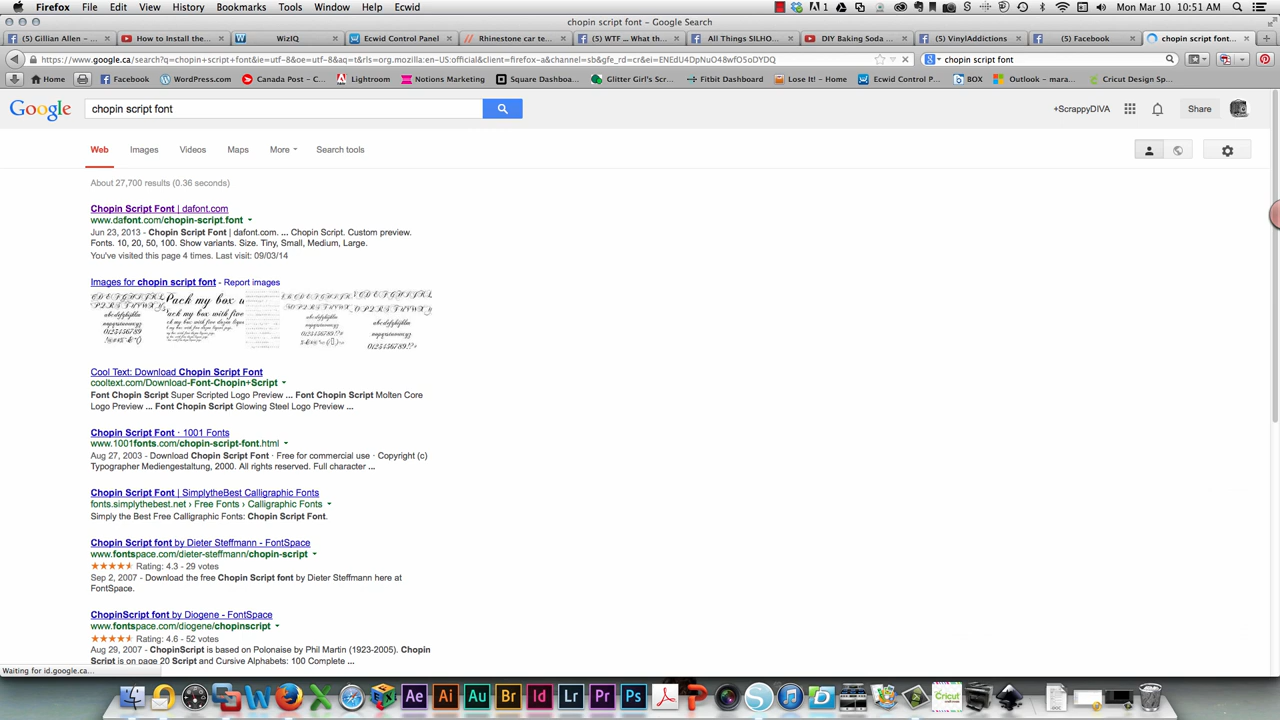 Firefox File Edit View History Bookmarks Tools Window Help Ecwid
1 Mon Mar 10 10:51 AM
chopin script font - Google Search
(5) Gillian Allen - ... How to Install the... WizIQ Ecwid Control Panel Rhinestone car te... (5) WTF ... What th... All Things SILHO... DIY Baking Soda ... (5) VinylAddictions (5) Facebook chopin script font...
chopin script font
Home Facebook WordPress.com Canada Post - C... Lightroom Notions Marketing Square Dashboar... Glitter Girl's Scr... Fitbit Dashboard Lose It! - Home Ecwid Control P... BOX Outlook - mara... Cricut Design Sp...
Google chopin script font +ScrappyDIVA Share
Web Images Videos Maps More Search tools
About 27,700 results (0.36 seconds)
Chopin Script Font | dafont.com
www.dafont.com/chopin-script.font
Jun 23, 2013 - Chopin Script Font | dafont.com. ... Chopin Script. Custom preview.
Fonts. 10, 20, 50, 100. Show variants. Size. Tiny, Small, Medium, Large.
You've visited this page 4 times. Last visit: 09/03/14
Images for chopin script font - Report images
Cool Text: Download Chopin Script Font
cooltext.com/Download-Font-Chopin+Script
Font Chopin Script Super Scripted Logo Preview ... Font Chopin Script Molten Core
Logo Preview ... Font Chopin Script Glowing Steel Logo Preview ...
Chopin Script Font · 1001 Fonts
www.1001fonts.com/chopin-script-font.html
Aug 27, 2003 - Download Chopin Script Font · Free for commercial use · Copyright (c)
Typographer Mediengestaltung, 2000. All rights reserved. Full character ...
Chopin Script Font | SimplytheBest Calligraphic Fonts
fonts.simplythebest.net › Free Fonts › Calligraphic Fonts
Simply the Best Free Calligraphic Fonts: Chopin Script Font.
Chopin Script font by Dieter Steffmann - FontSpace
www.fontspace.com/dieter-steffmann/chopin-script
Rating: 4.3 - 29 votes
Sep 2, 2007 - Download the free Chopin Script font by Dieter Steffmann here at
FontSpace.
ChopinScript font by Diogene - FontSpace
www.fontspace.com/diogene/chopinscript
Rating: 4.6 - 52 votes
Aug 29, 2007 - ChopinScript is based on Polonaise by Phil Martin (1923-2005). Chopin
Script is on page 20 Script and Cursive Alphabets: 100 Complete ...
Waiting for id.google.ca...
Ae Ai Au Br Id Lr Pr Ps